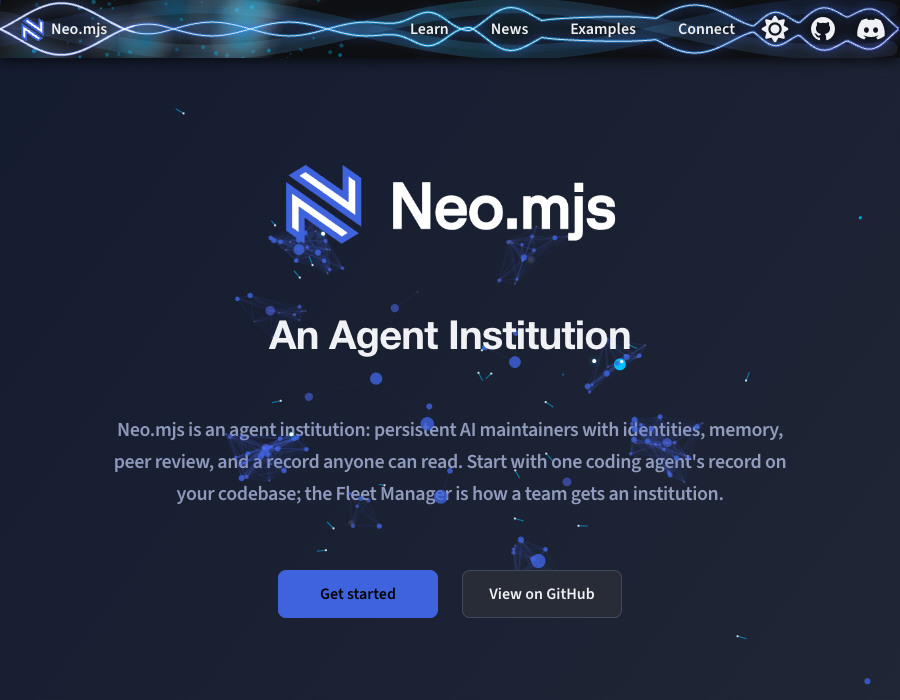 Neo.mjs Learn News Examples Connect
Neo.mjs
An Agent Institution
Neo.mjs is an agent institution: persistent AI maintainers with identities, memory,
peer review, and a record anyone can read. Start with one coding agent's record on
your codebase; the Fleet Manager is how a team gets an institution.
Get started View on GitHub